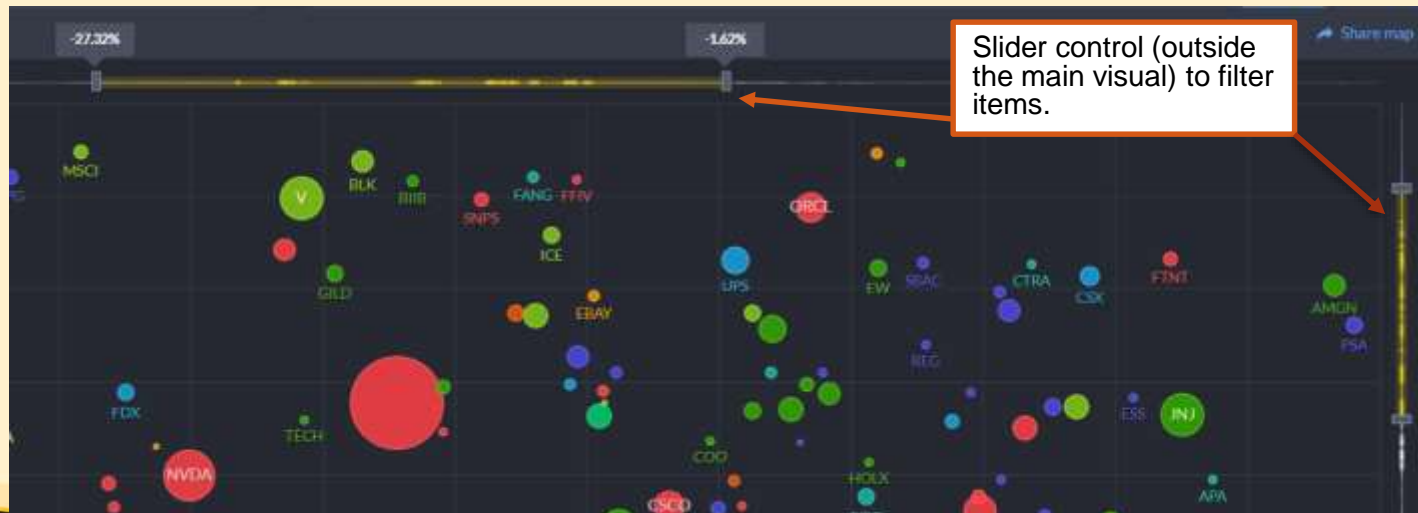 -27.32%
-1.62%
Share map
Slider control (outside
the main visual) to filter
items.
MSCI
BLK
BIIB
V
FANG
FFIV
SNPS
ORCL
ICE
GILD
UPS
EW
SBAC
CTRA
CSX
FTNT
EBAY
AMGN
PSA
REG
FDX
TECH
ESS
JNJ
COO
NVDA
HOLX
CSCO
APA